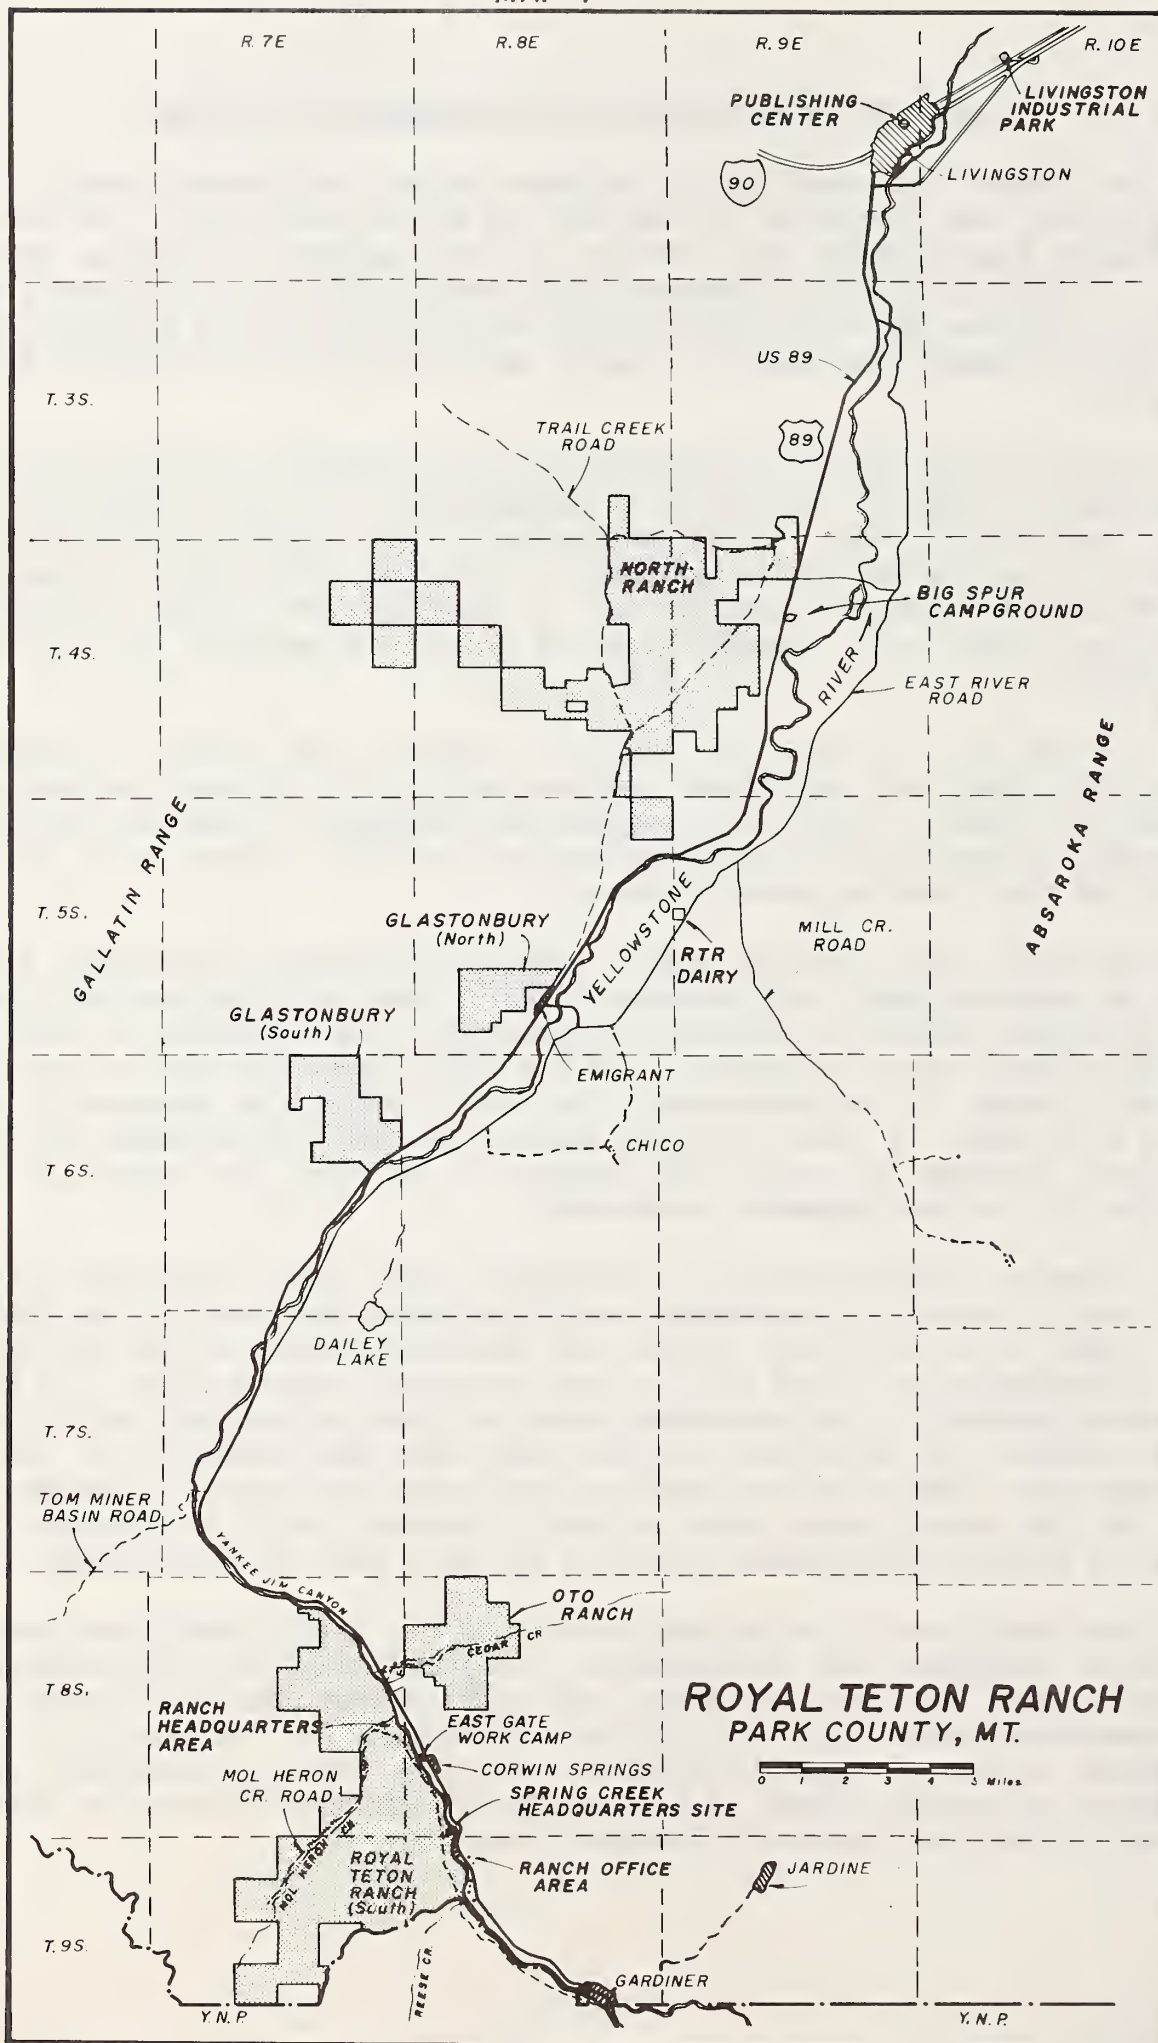 R. 7E
R. 8E
R. 9E
R. 10E
PUBLISHING
CENTER
LIVINGSTON
INDUSTRIAL
PARK
90
LIVINGSTON
US 89
T. 3S.
TRAIL CREEK
ROAD
89
NORTH
RANCH
BIG SPUR
CAMPGROUND
T. 4S.
RIVER
EAST RIVER
ROAD
GALLATIN RANGE
ABSAROKA RANGE
T. 5S.
GLASTONBURY
(North)
YELLOWSTONE
MILL CR.
ROAD
RTR
DAIRY
GLASTONBURY
(South)
EMIGRANT
CHICO
T 6S.
DAILEY
LAKE
T. 7S.
TOM MINER
BASIN ROAD
YANKEE JIM CANYON
OTO
RANCH
CEDAR CR
T 8S.
ROYAL TETON RANCH
PARK COUNTY, MT.
RANCH
HEADQUARTERS
AREA
EAST GATE
WORK CAMP
CORWIN SPRINGS
0 1 2 3 4 5 Miles
MOL HERON
CR. ROAD
SPRING CREEK
HEADQUARTERS SITE
MOL HERON CR.
ROYAL
TETON
RANCH
(South)
RANCH OFFICE
AREA
JARDINE
T. 9S.
REESE CR.
GARDINER
Y.N.P.
Y.N.P.